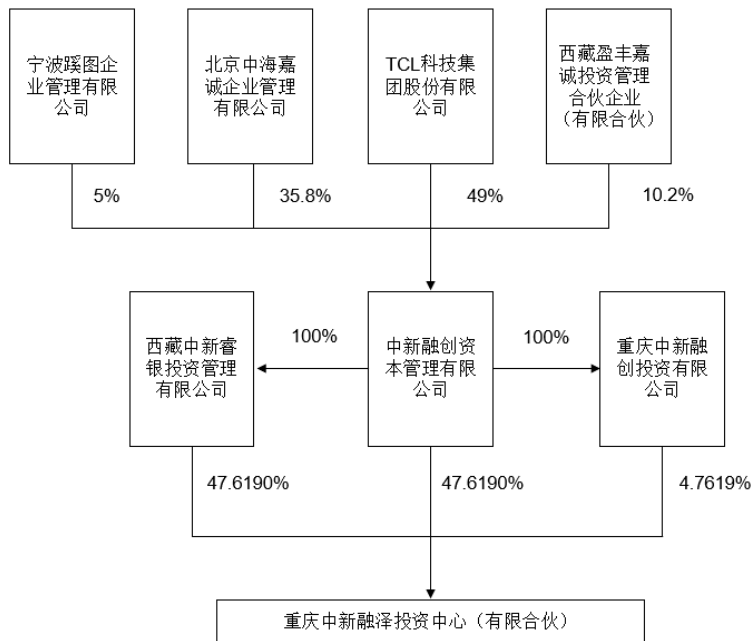 宁波蹊图企
业管理有限
公司
北京中海嘉
诚企业管理
有限公司
TCL科技集
团股份有限
公司
西藏盈丰嘉
诚投资管理
合伙企业
（有限合伙）
5%
35.8%
49%
10.2%
西藏中新睿
银投资管理
有限公司
100%
中新融创资
本管理有限
公司
100%
重庆中新融
创投资有限
公司
47.6190%
47.6190%
4.7619%
重庆中新融泽投资中心（有限合伙）